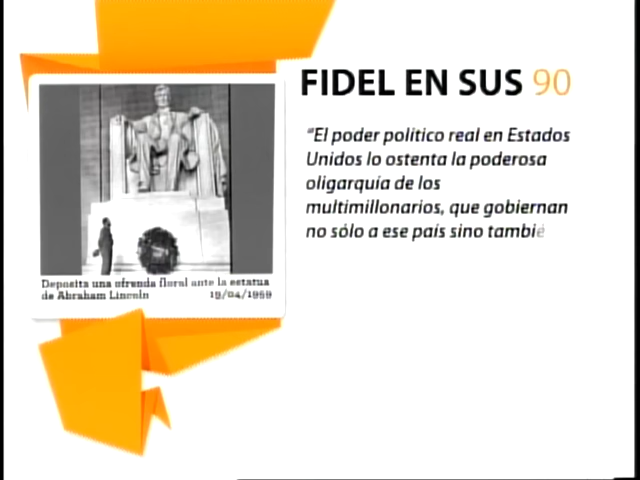 FIDEL EN SUS 90
"El poder político real en Estados
Unidos lo ostenta la poderosa
oligarquía de los
multimillonarios, que gobiernan
no sólo a ese país sino tambié
Deposita una ofrenda floral ante la estatua
de Abraham Lincoln 19/04/1959